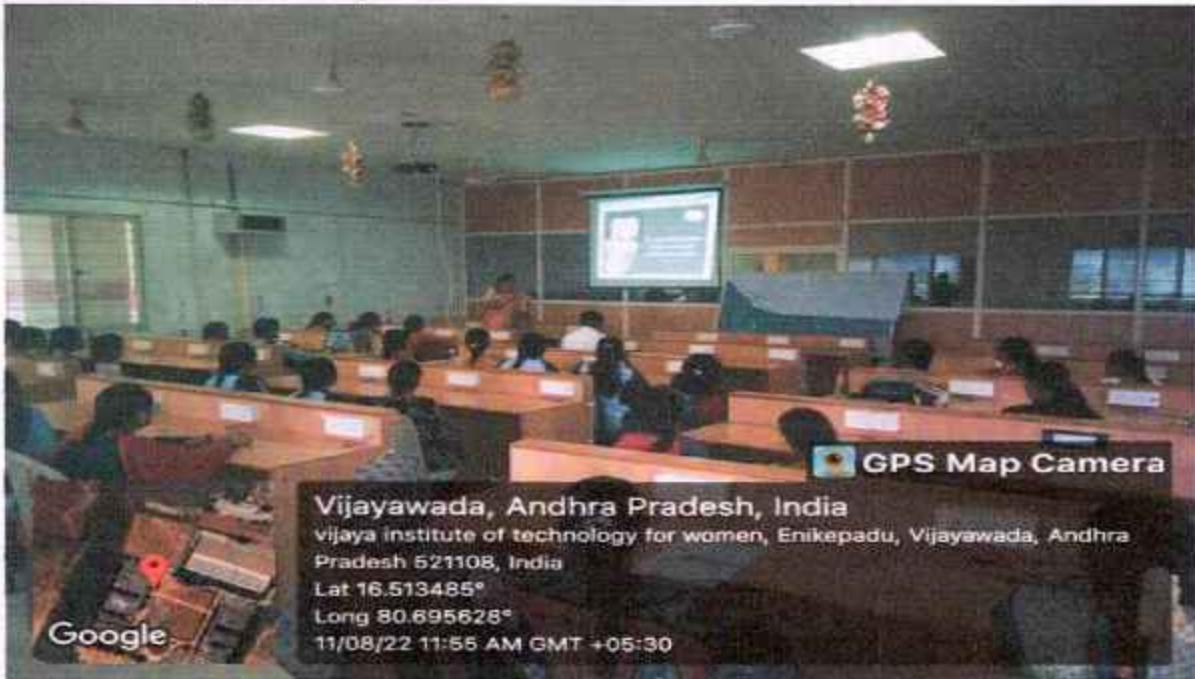 GPS Map Camera
Vijayawada, Andhra Pradesh, India
vijaya institute of technology for women, Enikepadu, Vijayawada, Andhra
Pradesh 521108, India
Lat 16.513485°
Long 80.695628°
11/08/22 11:55 AM GMT +05:30
Google